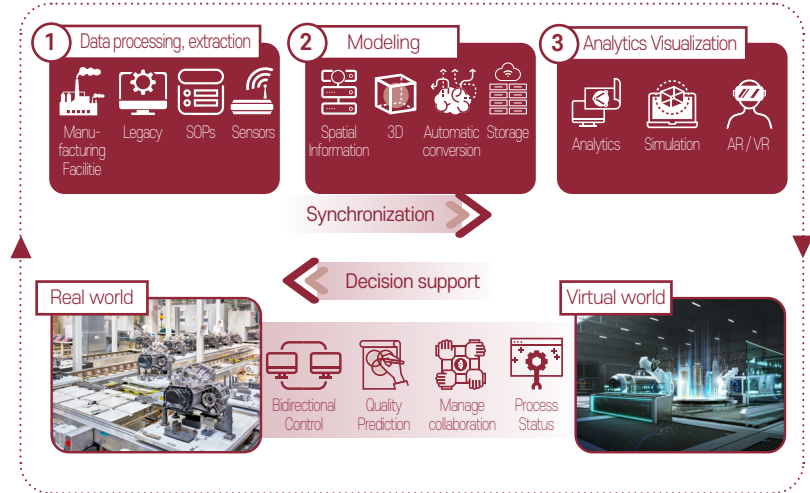 1 Data processing, extraction
Manu-
facturing
Facilitie
Legacy
SOPs
Sensors
2 Modeling
Spatial
Information
3D
Automatic
conversion
Storage
3 Analytics Visualization
Analytics
Simulation
AR / VR
Synchronization
Decision support
Real world
Bidirectional
Control
Quality
Prediction
Manage
collaboration
Process
Status
Virtual world